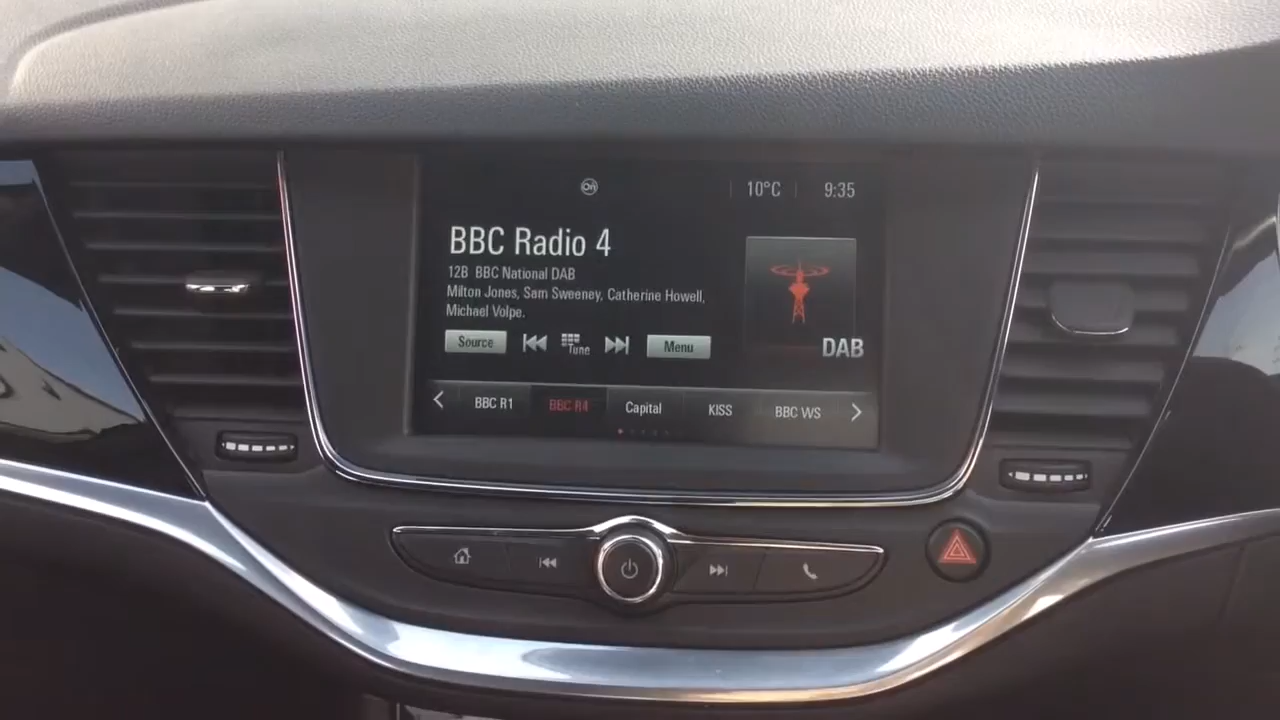 On
10°C
9:35
BBC Radio 4
12B BBC National DAB
Milton Jones, Sam Sweeney, Catherine Howell,
Michael Volpe.
Source
Tune
Menu
DAB
BBC R1
BBC R4
Capital
KISS
BBC WS